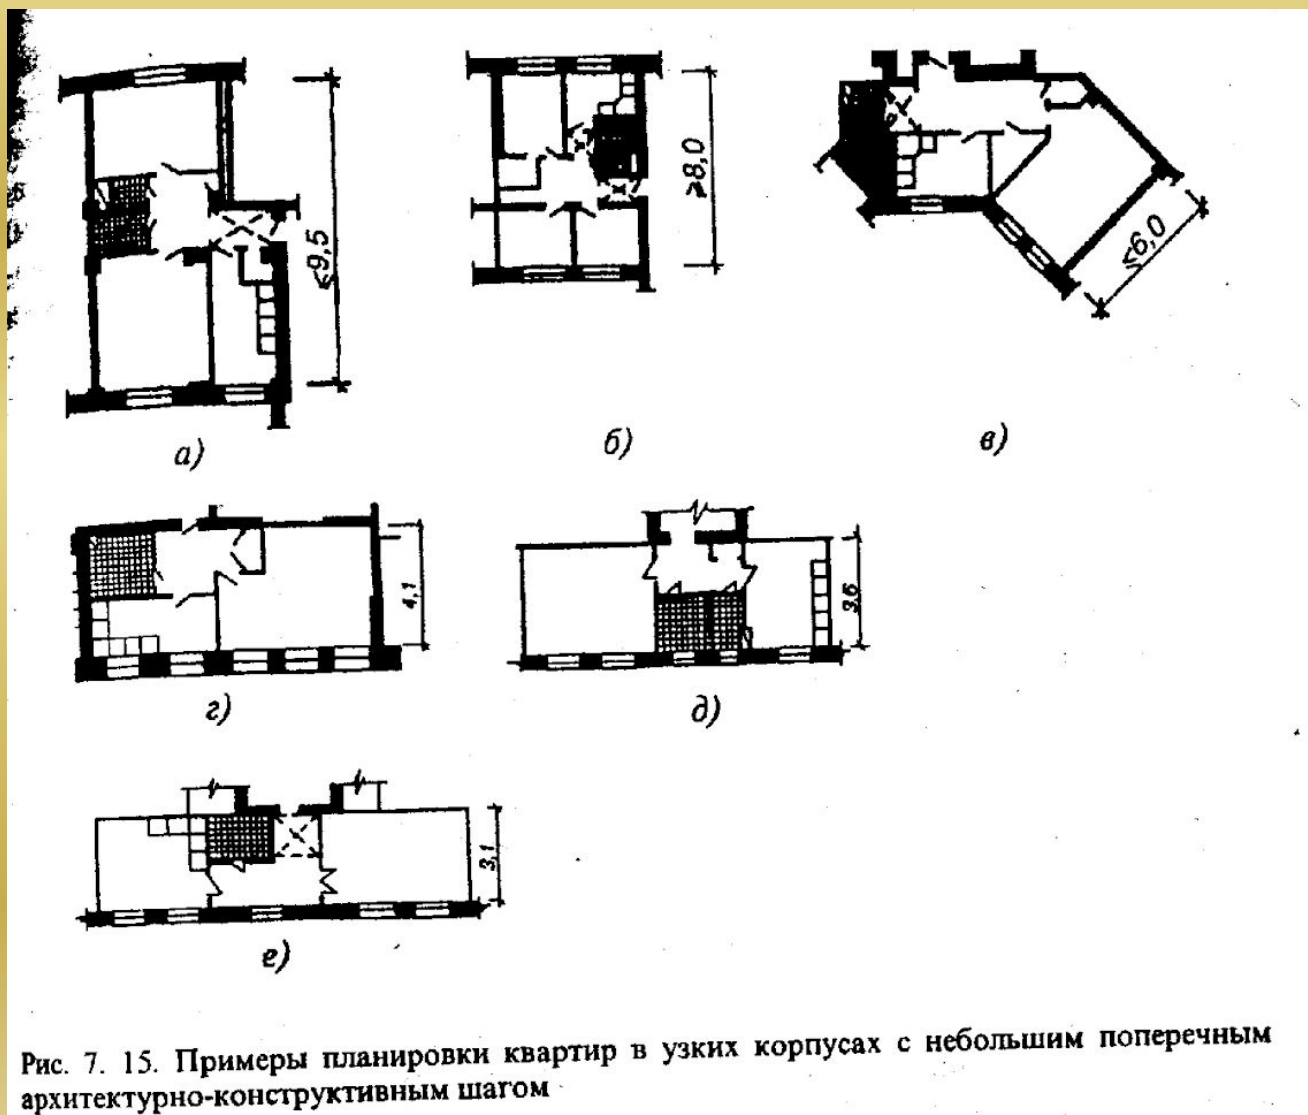 ≤9,5
≥8,0
≤6,0
а)
б)
в)
4,1
3,6
г)
д)
3,1
е)
Рис. 7. 15. Примеры планировки квартир в узких корпусах с небольшим поперечным
архитектурно-конструктивным шагом